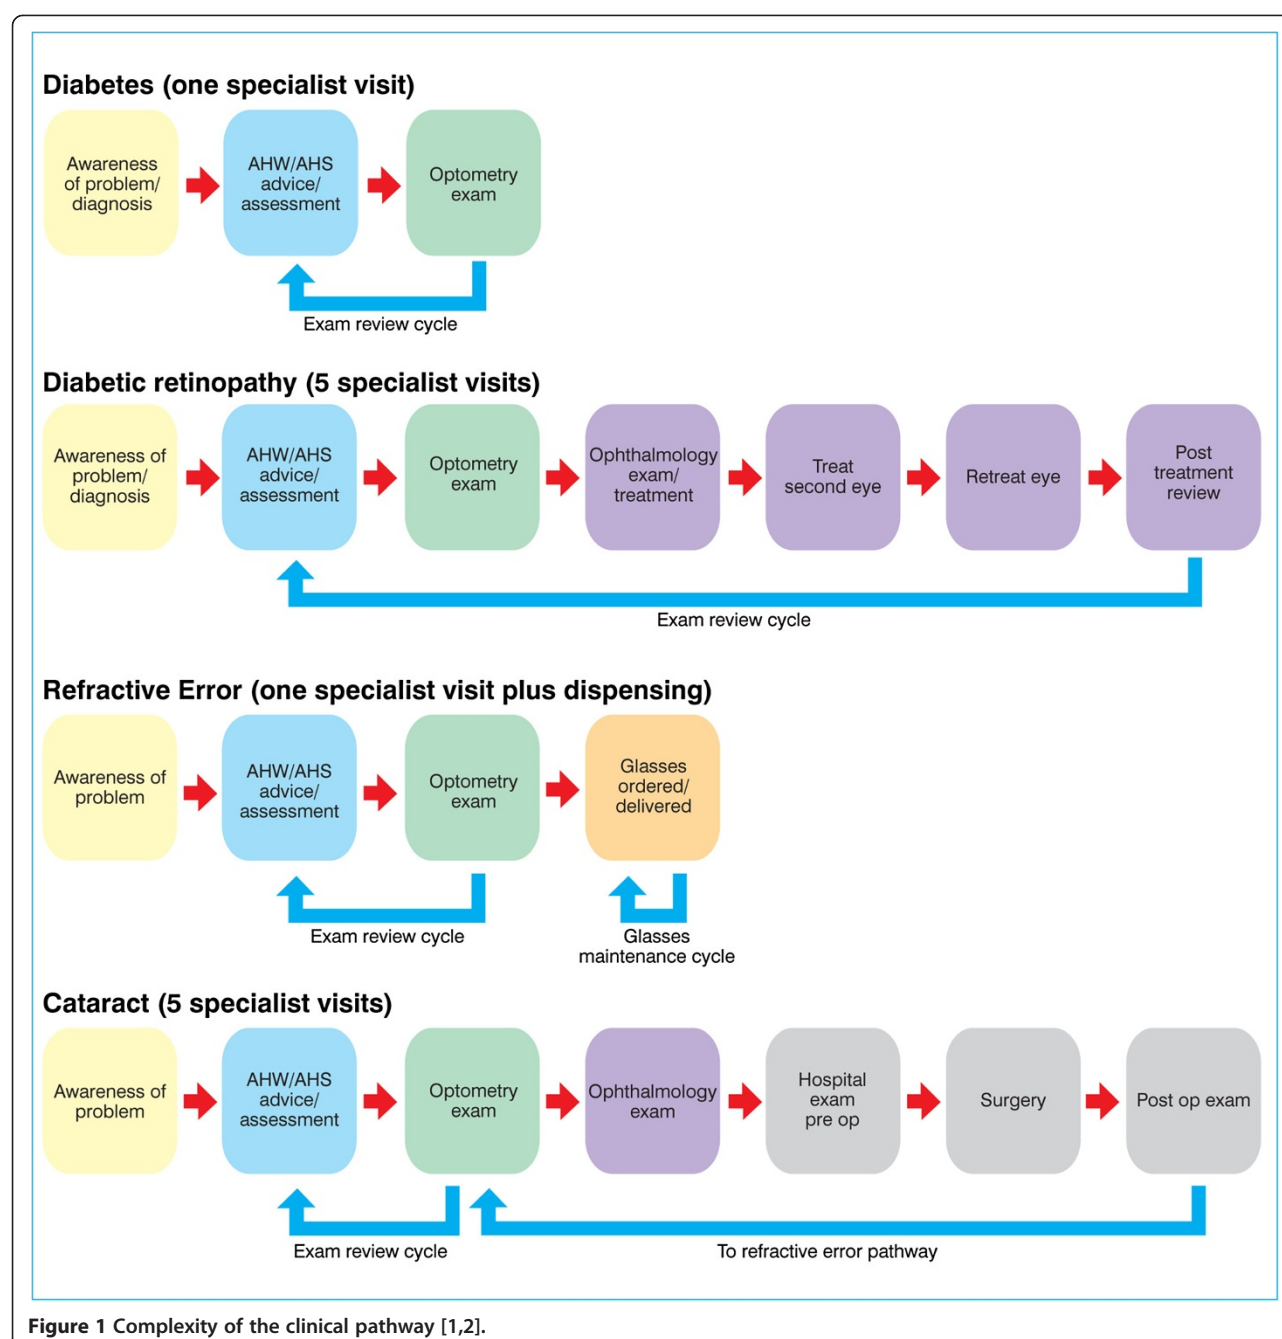 Diabetes (one specialist visit)
Awareness
of problem/
diagnosis
AHW/AHS
advice/
assessment
Optometry
exam
Exam review cycle
Diabetic retinopathy (5 specialist visits)
Awareness of
problem/
diagnosis
AHW/AHS
advice/
assessment
Optometry
exam
Ophthalmology
exam/
treatment
Treat
second eye
Retreat eye
Post
treatment
review
Exam review cycle
Refractive Error (one specialist visit plus dispensing)
Awareness of
problem
AHW/AHS
advice/
assessment
Optometry
exam
Glasses
ordered/
delivered
Exam review cycle
Glasses
maintenance cycle
Cataract (5 specialist visits)
Awareness of
problem
AHW/AHS
advice/
assessment
Optometry
exam
Ophthalmology
exam
Hospital
exam
pre op
Surgery
Post op exam
Exam review cycle
To refractive error pathway
Figure 1 Complexity of the clinical pathway [1,2].